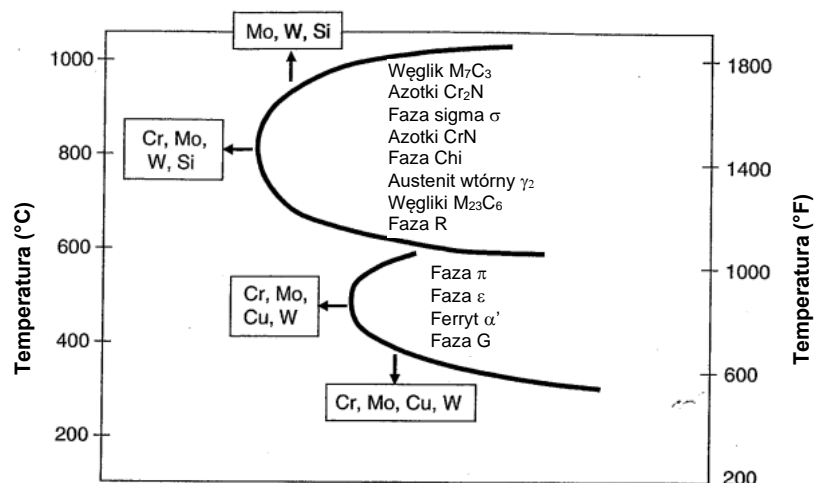 Mo, W, Si
1000
800
600
400
200
Temperatura (°C)
Cr, Mo,
W, Si
Węglik M₇C₃
Azotki Cr₂N
Faza sigma σ
Azotki CrN
Faza Chi
Austenit wtórny γ₂
Węgliki M₂₃C₆
Faza R
Cr, Mo,
Cu, W
Faza π
Faza ε
Ferryt α’
Faza G
Cr, Mo, Cu, W
1800
1400
1000
600
200
Temperatura (°F)